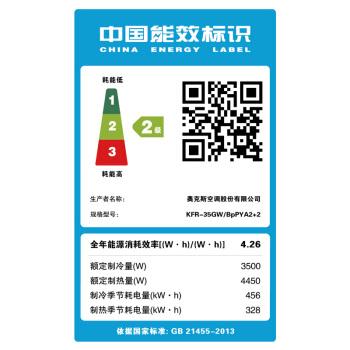 中国能效标识
CHINA ENERGY LABEL
耗能低
1
2
3
2级
耗能高
生产者名称: 奥克斯空调股份有限公司
规格型号: KFR-35GW/BpPYA2+2
全年能源消耗效率[(W·h)/(W·h)] 4.26
额定制冷量(W) 3500
额定制热量(W) 4450
制冷季节耗电量(kW·h) 456
制热季节耗电量(kW·h) 328
依据国家标准: GB 21455-2013